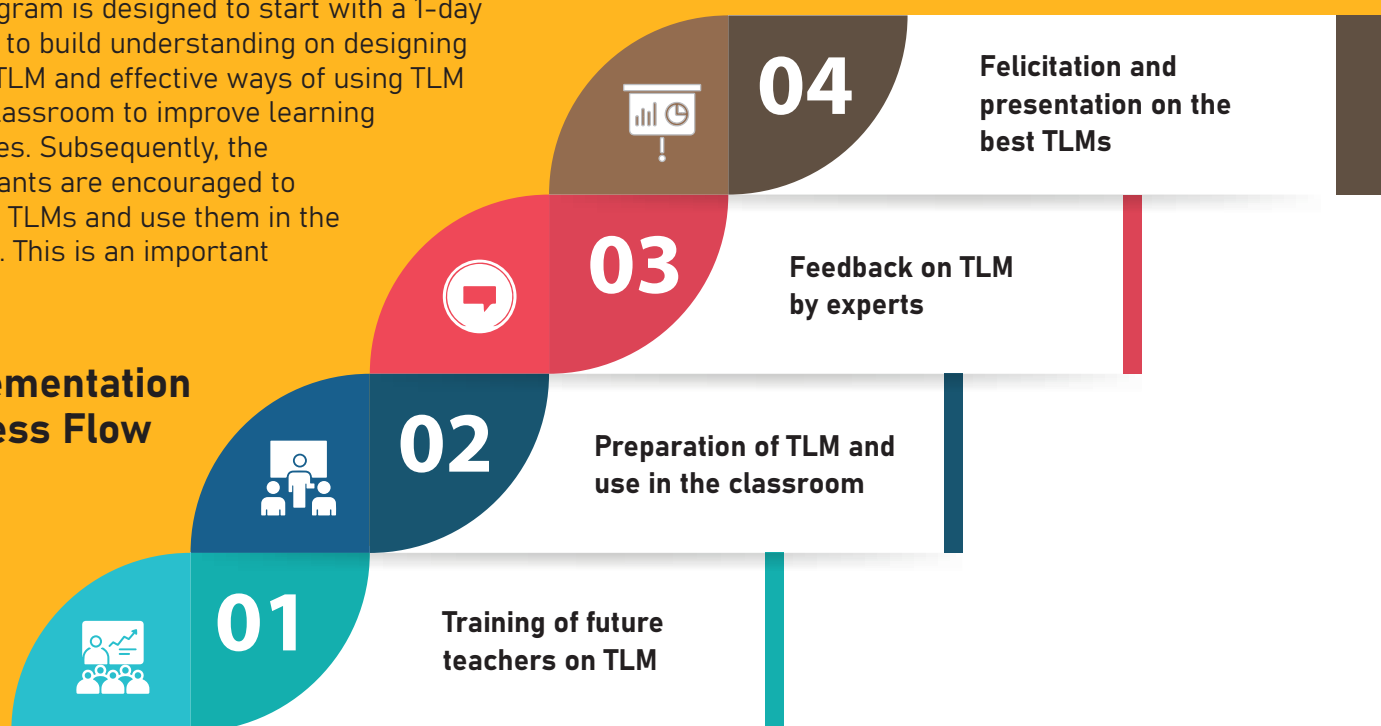 gram is designed to start with a 1-day
to build understanding on designing
TLM and effective ways of using TLM
lassroom to improve learning
es. Subsequently, the
ants are encouraged to
TLMs and use them in the
. This is an important
ementation
ess Flow
04
Felicitation and
presentation on the
best TLMs
03
Feedback on TLM
by experts
02
Preparation of TLM and
use in the classroom
01
Training of future
teachers on TLM